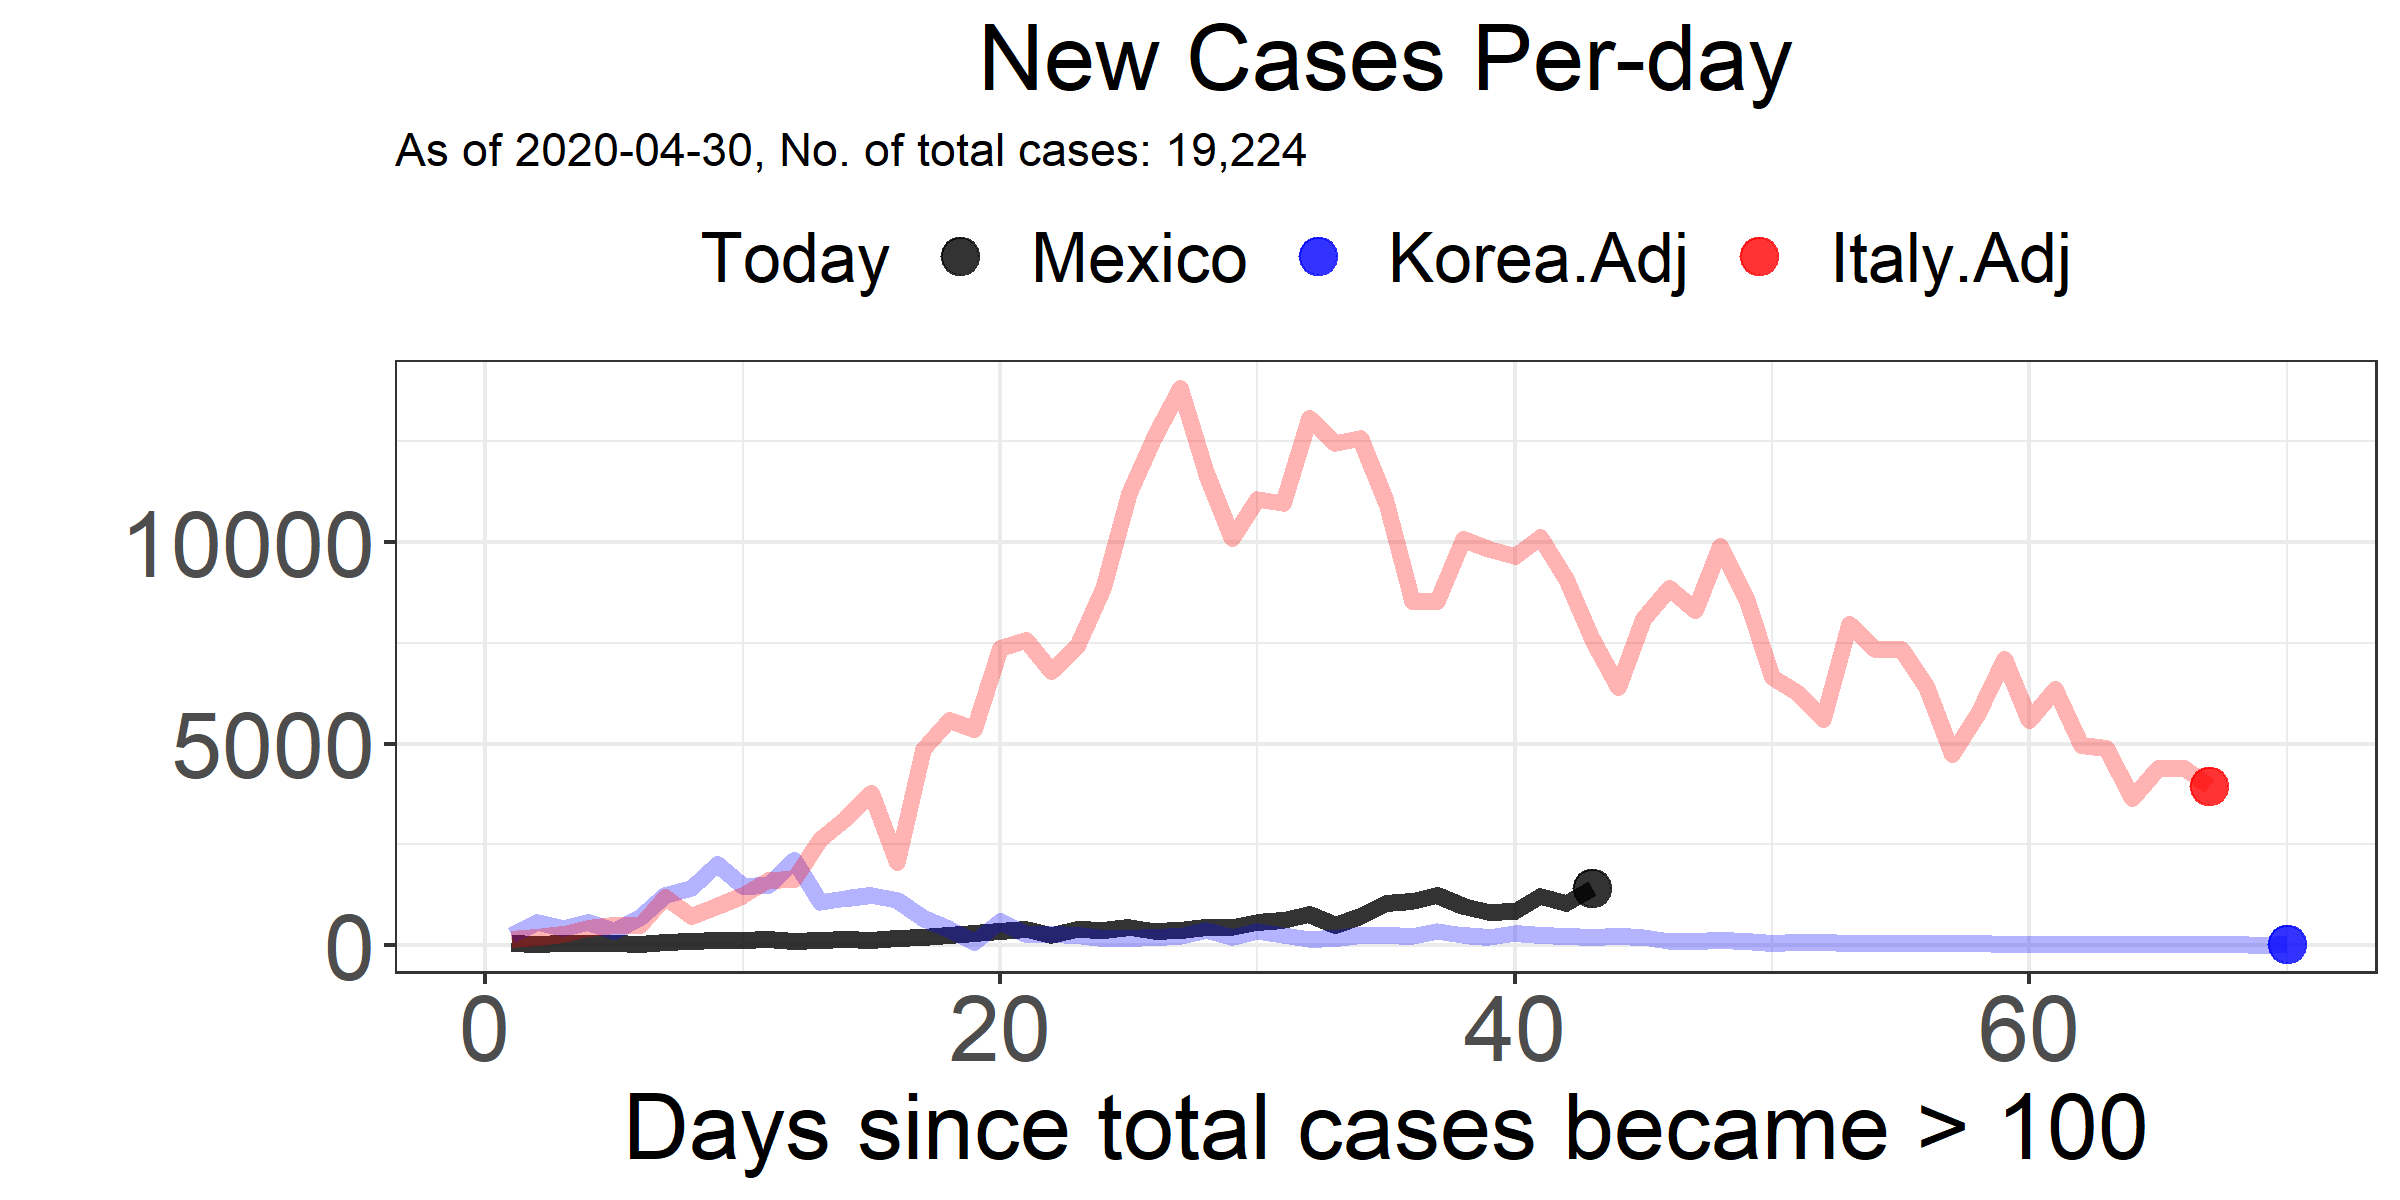 New Cases Per-day
As of 2020-04-30, No. of total cases: 19,224
Today Mexico Korea.Adj Italy.Adj
10000
5000
0
0 20 40 60
Days since total cases became > 100